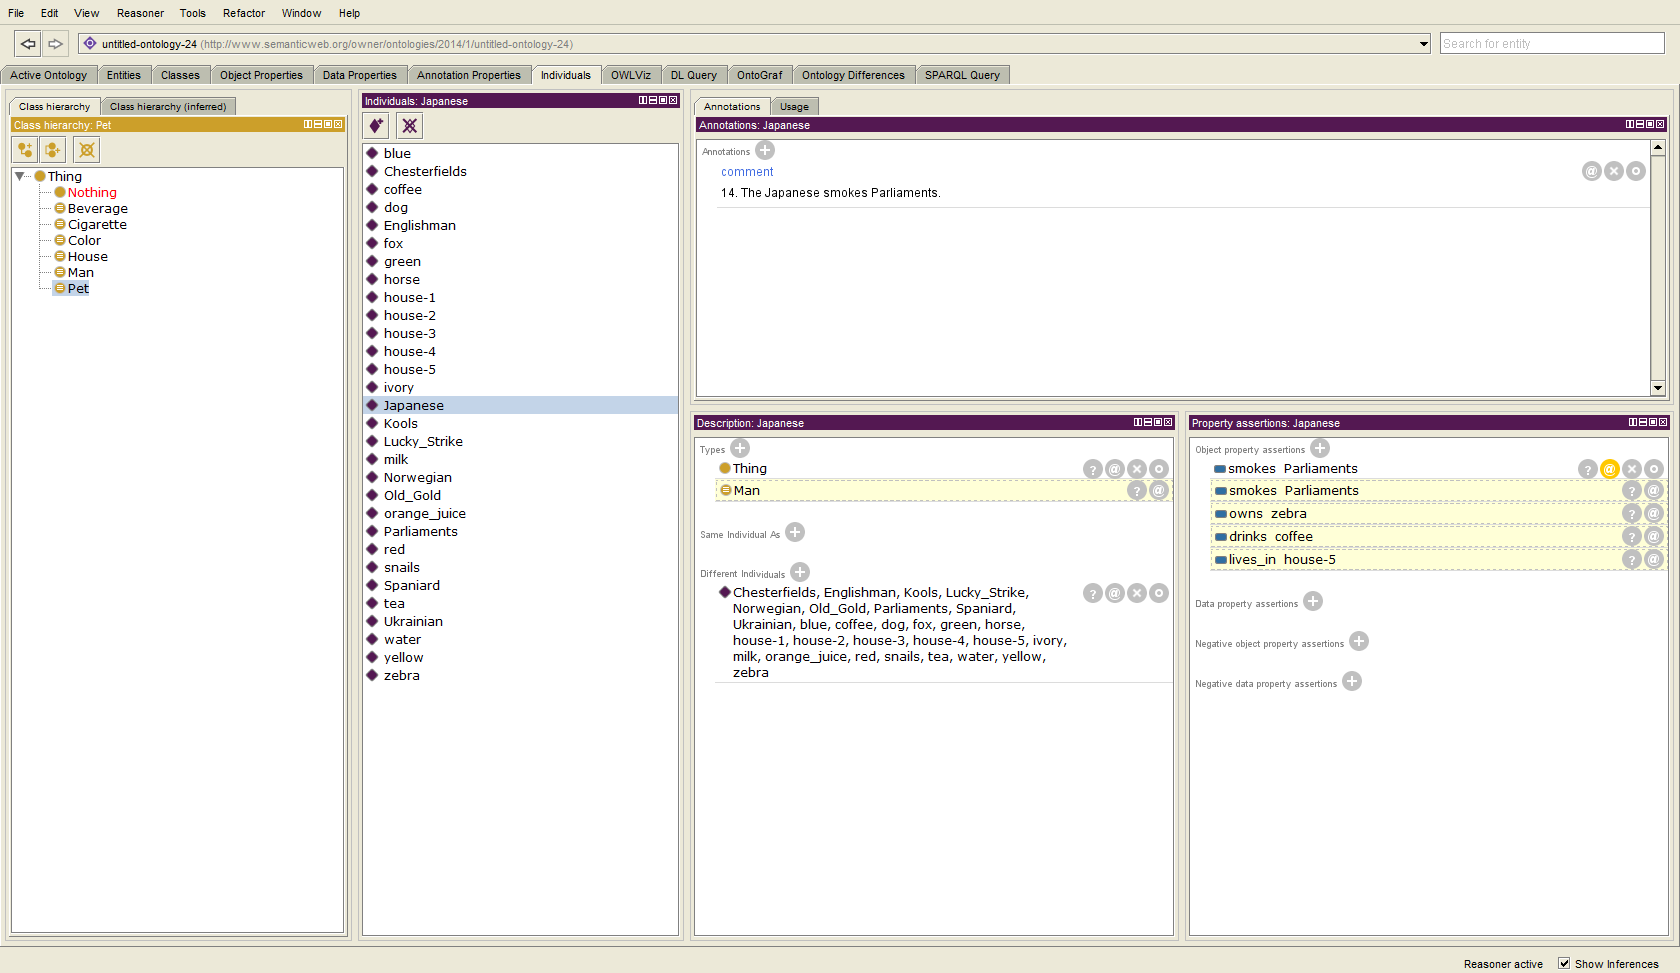 File Edit View Reasoner Tools Refactor Window Help
untitled-ontology-24 (http://www.semanticweb.org/owner/ontologies/2014/1/untitled-ontology-24)
Search for entity
Active Ontology Entities Classes Object Properties Data Properties Annotation Properties Individuals OWLViz DL Query OntoGraf Ontology Differences SPARQL Query
Class hierarchy Class hierarchy (inferred)
Class hierarchy: Pet
Thing
Nothing
Beverage
Cigarette
Color
House
Man
Pet
Individuals: Japanese
blue
Chesterfields
coffee
dog
Englishman
fox
green
horse
house-1
house-2
house-3
house-4
house-5
ivory
Japanese
Kools
Lucky_Strike
milk
Norwegian
Old_Gold
orange_juice
Parliaments
red
snails
Spaniard
tea
Ukrainian
water
yellow
zebra
Annotations Usage
Annotations: Japanese
Annotations
comment
14. The Japanese smokes Parliaments.
Description: Japanese
Types
Thing
Man
Same Individual As
Different Individuals
Chesterfields, Englishman, Kools, Lucky_Strike,
Norwegian, Old_Gold, Parliaments, Spaniard,
Ukrainian, blue, coffee, dog, fox, green, horse,
house-1, house-2, house-3, house-4, house-5, ivory,
milk, orange_juice, red, snails, tea, water, yellow,
zebra
Property assertions: Japanese
Object property assertions
smokes Parliaments
smokes Parliaments
owns zebra
drinks coffee
lives_in house-5
Data property assertions
Negative object property assertions
Negative data property assertions
Reasoner active Show Inferences